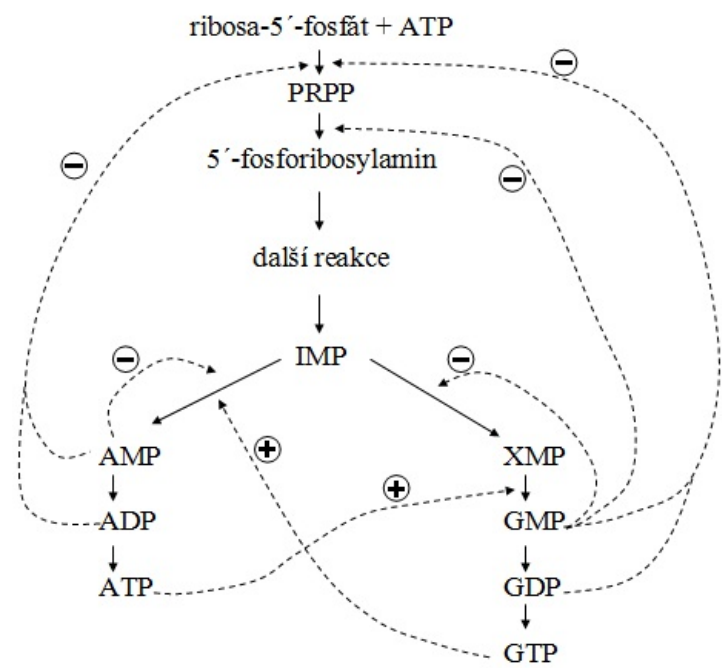 ribosa-5´-fosfát + ATP
−
PRPP
−
5´-fosforibosylamin
−
další reakce
− IMP −
+
AMP XMP
+
ADP GMP
ATP GDP
GTP